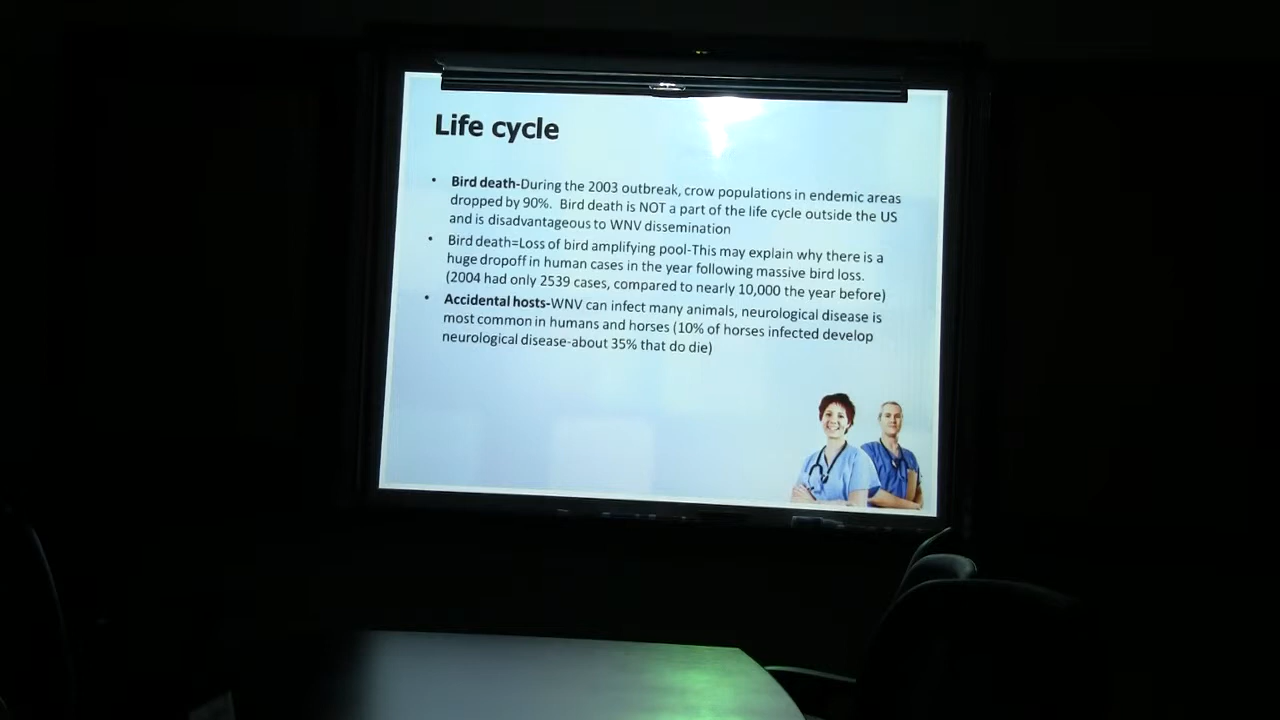 Life cycle
• Bird death-During the 2003 outbreak, crow populations in endemic areas
dropped by 90%. Bird death is NOT a part of the life cycle outside the US
and is disadvantageous to WNV dissemination
• Bird death=Loss of bird amplifying pool-This may explain why there is a
huge dropoff in human cases in the year following massive bird loss.
(2004 had only 2539 cases, compared to nearly 10,000 the year before)
• Accidental hosts-WNV can infect many animals, neurological disease is
most common in humans and horses (10% of horses infected develop
neurological disease-about 35% that do die)